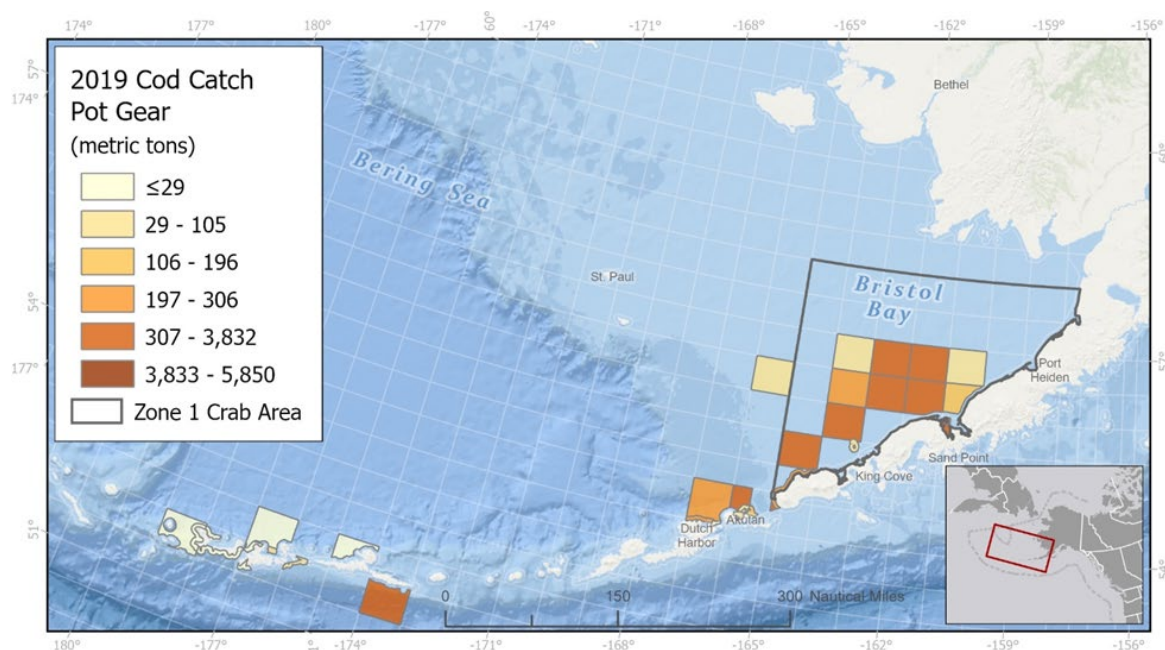 174° 177° 180° -177° 60° -174° -171° -168° -165° -162° -159° -156°
57°
174°
2019 Cod Catch
Pot Gear
(metric tons)
≤29
29 - 105
106 - 196
197 - 306
307 - 3,832
3,833 - 5,850
Zone 1 Crab Area
Bethel
60°
Bering Sea
St. Paul
Bristol
Bay
54°
177°
57°
Port
Heiden
Sand Point
King Cove
Akutan
Dutch
Harbor
51°
54°
0 150 300 Nautical Miles
180° -177° -174° -171° -168° -165° -162° -159° -156°